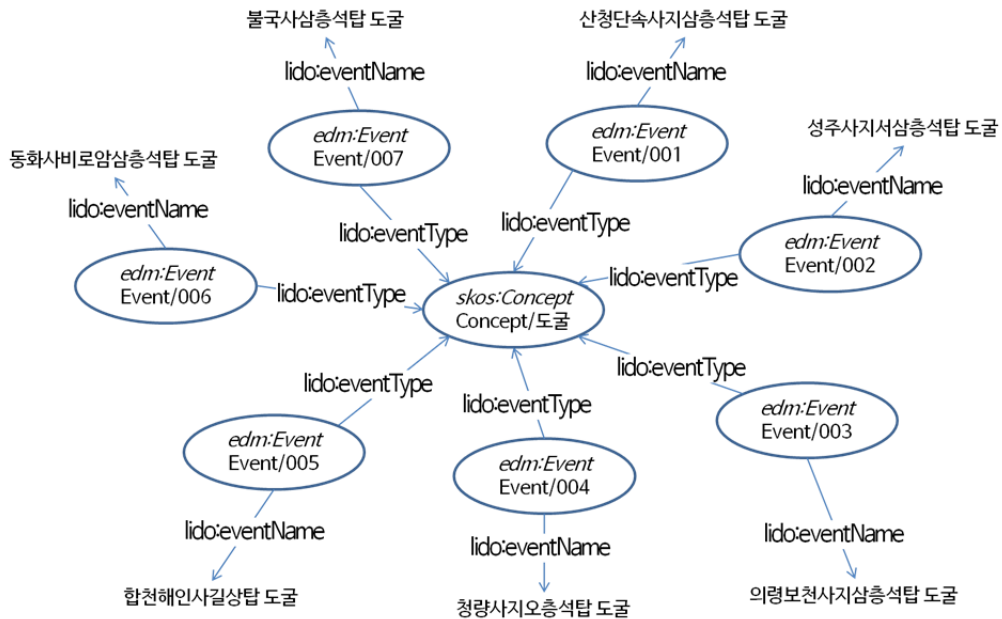 불국사삼층석탑 도굴
산청단속사지삼층석탑 도굴
lido:eventName
lido:eventName
edm:Event
Event/007
edm:Event
Event/001
성주사지서삼층석탑 도굴
동화사비로암삼층석탑 도굴
lido:eventName
lido:eventName
lido:eventType
lido:eventType
edm:Event
Event/002
edm:Event
Event/006
lido:eventType
lido:eventType
skos:Concept
Concept/도굴
lido:eventType
lido:eventType
lido:eventType
edm:Event
Event/003
edm:Event
Event/005
edm:Event
Event/004
lido:eventName
lido:eventName
lido:eventName
합천해인사길상탑 도굴
청량사지오층석탑 도굴
의령보천사지삼층석탑 도굴